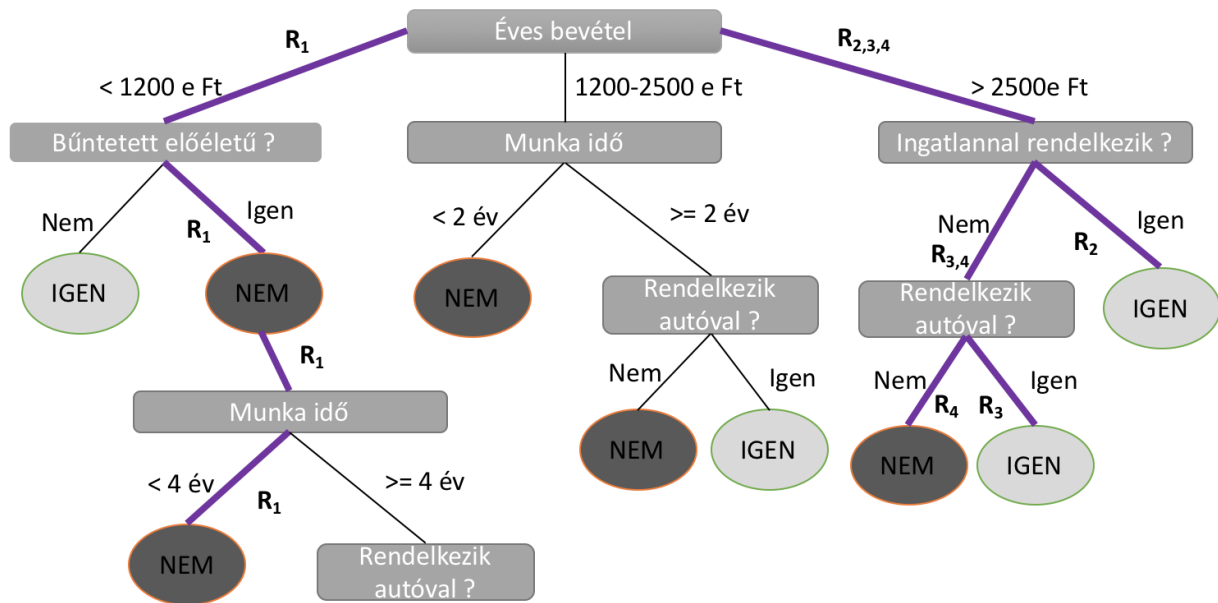 Éves bevétel
R1
R2,3,4
< 1200 e Ft
1200-2500 e Ft
> 2500e Ft
Bűntetett előéletű ?
Munka idő
Ingatlannal rendelkezik ?
Nem
Igen
R1
< 2 év
>= 2 év
Nem
Igen
R3,4
R2
IGEN
NEM
NEM
Rendelkezik
autóval ?
Rendelkezik
autóval ?
IGEN
R1
Nem
Igen
Nem
Igen
R4
R3
Munka idő
NEM
IGEN
NEM
IGEN
< 4 év
>= 4 év
R1
NEM
Rendelkezik
autóval ?